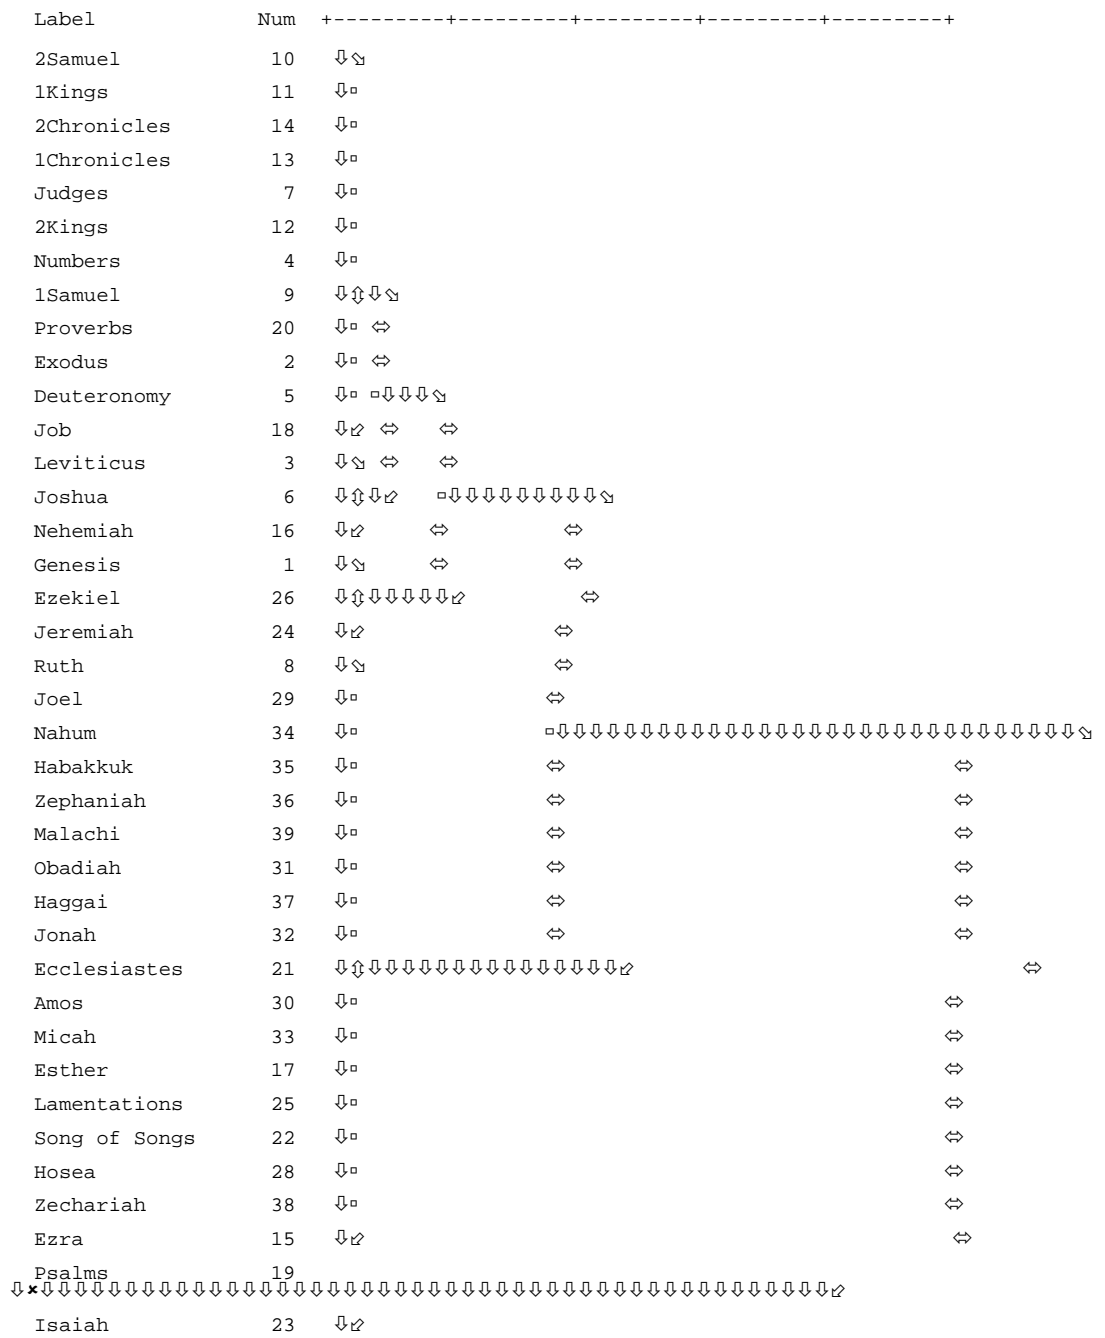 Label Num +---------+---------+---------+---------+---------+
2Samuel 10 ⇩⬂
1Kings 11 ⇩▫
2Chronicles 14 ⇩▫
1Chronicles 13 ⇩▫
Judges 7 ⇩▫
2Kings 12 ⇩▫
Numbers 4 ⇩▫
1Samuel 9 ⇩⇳⇩⬂
Proverbs 20 ⇩▫ ⬄
Exodus 2 ⇩▫ ⬄
Deuteronomy 5 ⇩▫ ▫⇩⇩⇩⬂
Job 18 ⇩⬃ ⬄ ⬄
Leviticus 3 ⇩⬂ ⬄ ⬄
Joshua 6 ⇩⇳⇩⬃ ▫⇩⇩⇩⇩⇩⇩⇩⇩⇩⬂
Nehemiah 16 ⇩⬃ ⬄ ⬄
Genesis 1 ⇩⬂ ⬄ ⬄
Ezekiel 26 ⇩⇳⇩⇩⇩⇩⇩⬃ ⬄
Jeremiah 24 ⇩⬃ ⬄
Ruth 8 ⇩⬂ ⬄
Joel 29 ⇩▫ ⬄
Nahum 34 ⇩▫ ▫⇩⇩⇩⇩⇩⇩⇩⇩⇩⇩⇩⇩⇩⇩⇩⇩⇩⇩⇩⇩⇩⇩⇩⇩⇩⇩⇩⇩⇩⇩⇩⬂
Habakkuk 35 ⇩▫ ⬄ ⬄
Zephaniah 36 ⇩▫ ⬄ ⬄
Malachi 39 ⇩▫ ⬄ ⬄
Obadiah 31 ⇩▫ ⬄ ⬄
Haggai 37 ⇩▫ ⬄ ⬄
Jonah 32 ⇩▫ ⬄ ⬄
Ecclesiastes 21 ⇩⇳⇩⇩⇩⇩⇩⇩⇩⇩⇩⇩⇩⇩⇩⇩⇩⬃ ⬄
Amos 30 ⇩▫ ⬄
Micah 33 ⇩▫ ⬄
Esther 17 ⇩▫ ⬄
Lamentations 25 ⇩▫ ⬄
Song of Songs 22 ⇩▫ ⬄
Hosea 28 ⇩▫ ⬄
Zechariah 38 ⇩▫ ⬄
Ezra 15 ⇩⬃ ⬄
Psalms 19
⇩×⇩⇩⇩⇩⇩⇩⇩⇩⇩⇩⇩⇩⇩⇩⇩⇩⇩⇩⇩⇩⇩⇩⇩⇩⇩⇩⇩⇩⇩⇩⇩⇩⇩⇩⇩⇩⇩⇩⇩⇩⇩⇩⇩⇩⇩⇩⇩⬃
Isaiah 23 ⇩⬃